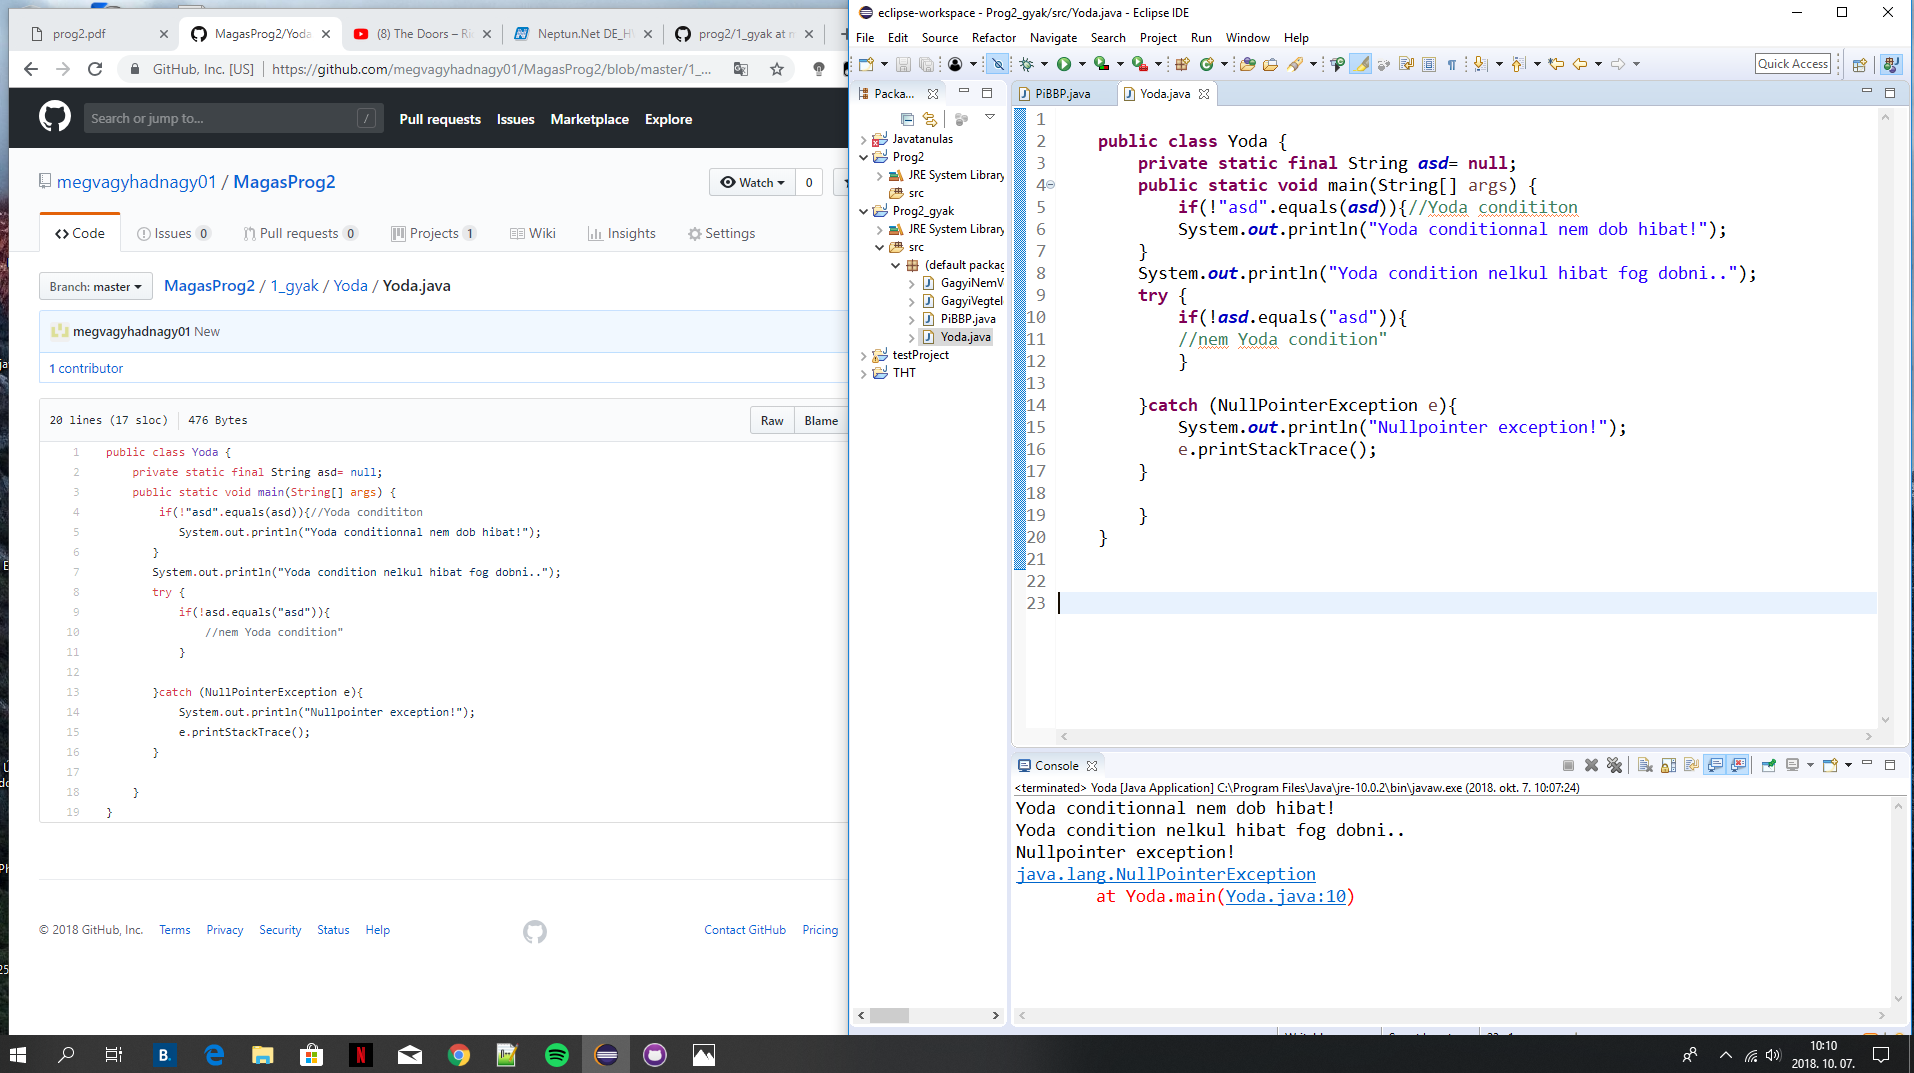 prog2.pdf
MagasProg2/Yoda
(8) The Doors – Ri
Neptun.Net DE_H
prog2/1_gyak at
GitHub, Inc. [US]
https://github.com/megvagyhadnagy01/MagasProg2/blob/master/1_...
Search or jump to...
/
Pull requests
Issues
Marketplace
Explore
megvagyhadnagy01 / MagasProg2
Watch
0
Code
Issues 0
Pull requests 0
Projects 1
Wiki
Insights
Settings
Branch: master
MagasProg2 / 1_gyak / Yoda / Yoda.java
megvagyhadnagy01 New
1 contributor
20 lines (17 sloc)
476 Bytes
Raw
Blame
1 public class Yoda {
2 private static final String asd= null;
3 public static void main(String[] args) {
4 if(!"asd".equals(asd)){//Yoda condititon
5 System.out.println("Yoda conditionnal nem dob hibat!");
6 }
7 System.out.println("Yoda condition nelkul hibat fog dobni..");
8 try {
9 if(!asd.equals("asd")){
10 //nem Yoda condition"
11 }
12
13 }catch (NullPointerException e){
14 System.out.println("Nullpointer exception!");
15 e.printStackTrace();
16 }
17
18 }
19 }
© 2018 GitHub, Inc.
Terms
Privacy
Security
Status
Help
Contact GitHub
Pricing
eclipse-workspace - Prog2_gyak/src/Yoda.java - Eclipse IDE
File Edit Source Refactor Navigate Search Project Run Window Help
Quick Access
Packa...
Javatanulas
Prog2
JRE System Library
src
Prog2_gyak
JRE System Library
src
(default packag
GagyiNemV
GagyiVegtel
PiBBP.java
Yoda.java
testProject
THT
PiBBP.java
Yoda.java
1
2 public class Yoda {
3 private static final String asd= null;
4 public static void main(String[] args) {
5 if(!"asd".equals(asd)){//Yoda condititon
6 System.out.println("Yoda conditionnal nem dob hibat!");
7 }
8 System.out.println("Yoda condition nelkul hibat fog dobni..");
9 try {
10 if(!asd.equals("asd")){
11 //nem Yoda condition"
12 }
13
14 }catch (NullPointerException e){
15 System.out.println("Nullpointer exception!");
16 e.printStackTrace();
17 }
18
19 }
20 }
21
22
23
Console
<terminated> Yoda [Java Application] C:\Program Files\Java\jre-10.0.2\bin\javaw.exe (2018. okt. 7. 10:07:24)
Yoda conditionnal nem dob hibat!
Yoda condition nelkul hibat fog dobni..
Nullpointer exception!
java.lang.NullPointerException
at Yoda.main(Yoda.java:10)
B.
N
10:10
2018. 10. 07.